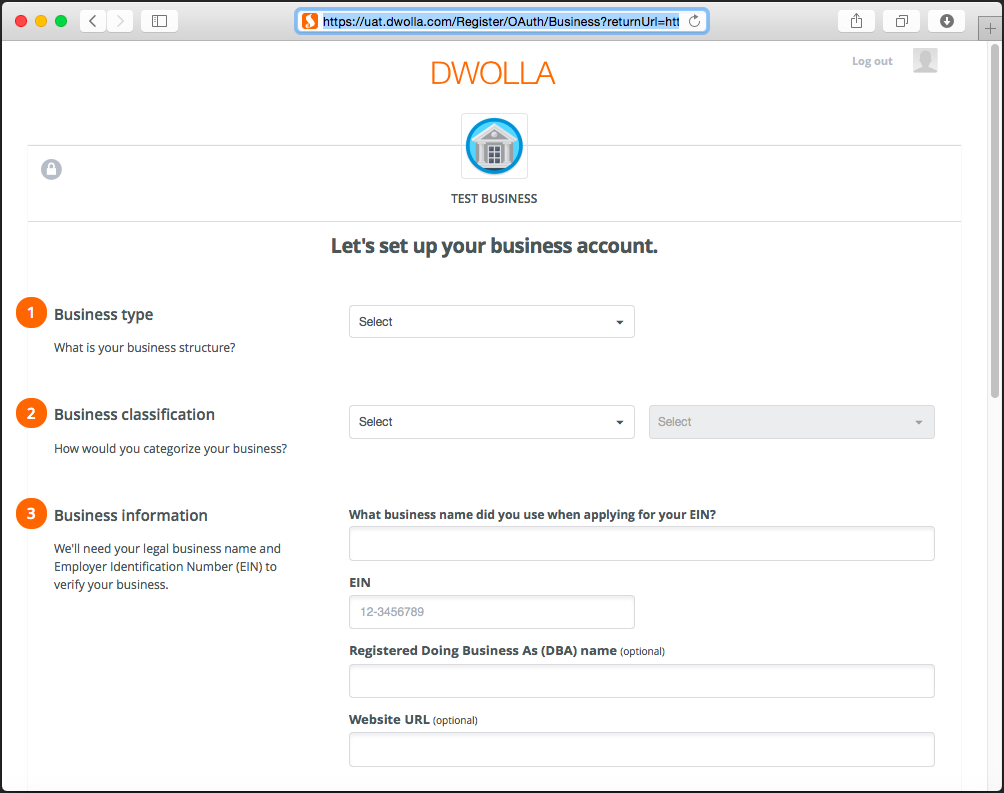 https://uat.dwolla.com/Register/OAuth/Business?returnUrl=htt
Log out
DWOLLA
TEST BUSINESS
Let's set up your business account.
1 Business type
Select
What is your business structure?
2 Business classification
Select
Select
How would you categorize your business?
3 Business information
We'll need your legal business name and
Employer Identification Number (EIN) to
verify your business.
What business name did you use when applying for your EIN?
EIN
12-3456789
Registered Doing Business As (DBA) name (optional)
Website URL (optional)